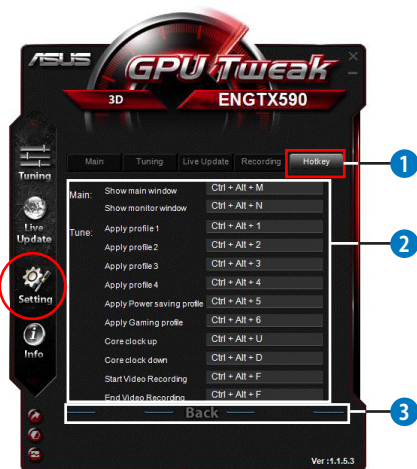 ASUS
GPU Tweak
3D ENGTX590
Main Tuning Live Update Recording Hotkey
1
Tuning
Live
Update
Setting
Info
Main: Show main window Ctrl + Alt + M
Show monitor window Ctrl + Alt + N
Tune: Apply profile 1 Ctrl + Alt + 1
2
Apply profile 2 Ctrl + Alt + 2
Apply profile 3 Ctrl + Alt + 3
Apply profile 4 Ctrl + Alt + 4
Apply Power saving profile Ctrl + Alt + 5
Apply Gaming profile Ctrl + Alt + 6
Core clock up Ctrl + Alt + U
Core clock down Ctrl + Alt + D
Start Video Recording Ctrl + Alt + F
End Video Recording Ctrl + Alt + F
Back
3
Ver :1.1.5.3